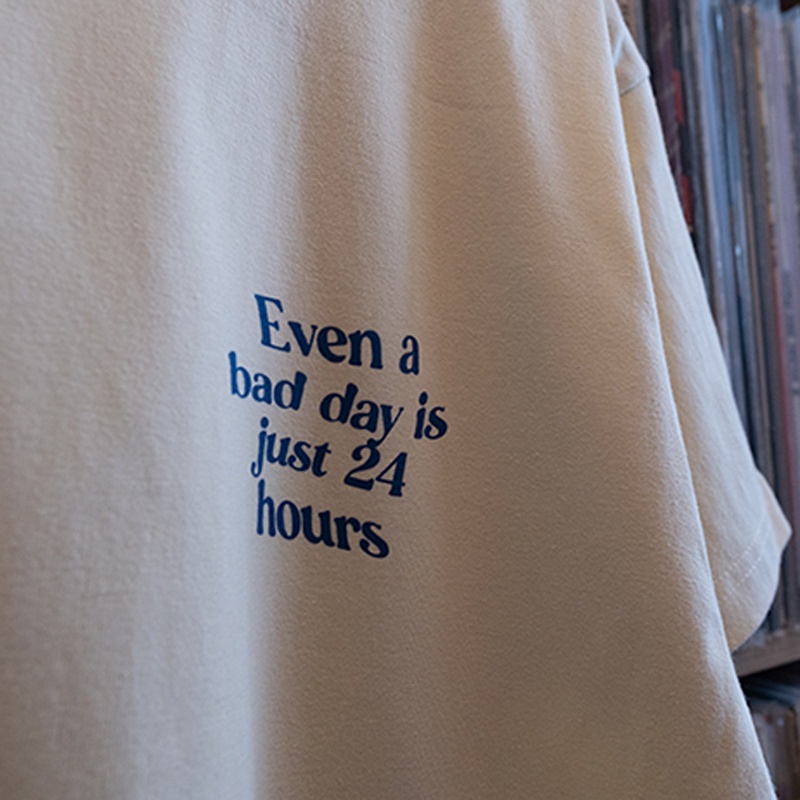 Even a
bad day is
just 24
hours